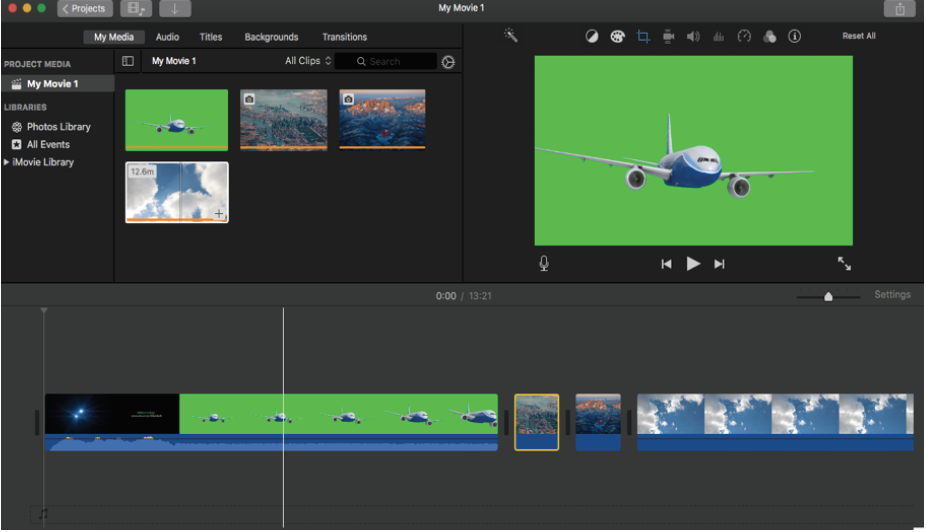 Projects
My Movie 1
My Media Audio Titles Backgrounds Transitions
Reset All
PROJECT MEDIA
My Movie 1
All Clips
Search
My Movie 1
LIBRARIES
Photos Library
All Events
iMovie Library
12.6m
0:00 / 13:21
Settings